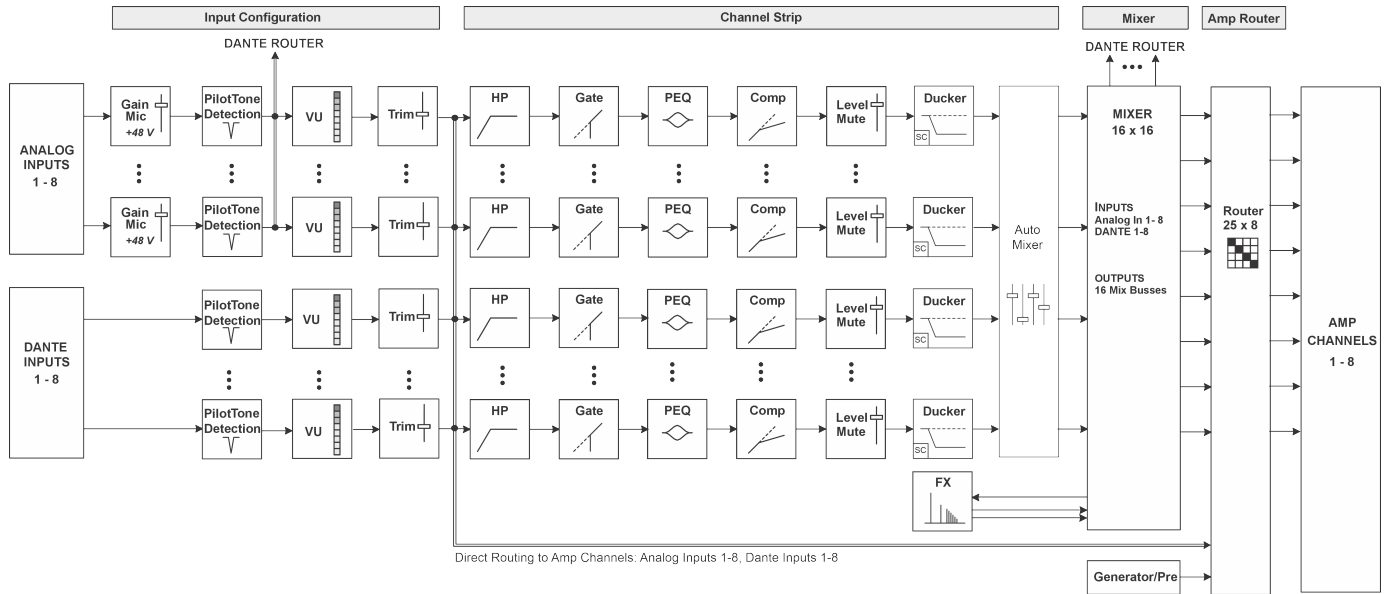 Input Configuration
Channel Strip
Mixer
Amp Router
DANTE ROUTER
DANTE ROUTER
ANALOG
INPUTS
1 - 8
Gain
Mic
+48 V
PilotTone
Detection
VU
Trim
HP
Gate
PEQ
Comp
Level
Mute
Ducker
SC
Gain
Mic
+48 V
PilotTone
Detection
VU
Trim
HP
Gate
PEQ
Comp
Level
Mute
Ducker
SC
DANTE
INPUTS
1 - 8
PilotTone
Detection
VU
Trim
HP
Gate
PEQ
Comp
Level
Mute
Ducker
SC
PilotTone
Detection
VU
Trim
HP
Gate
PEQ
Comp
Level
Mute
Ducker
SC
Auto
Mixer
MIXER
16 x 16
INPUTS
Analog In 1- 8
DANTE 1-8
OUTPUTS
16 Mix Busses
Router
25 x 8
AMP
CHANNELS
1 - 8
FX
Direct Routing to Amp Channels: Analog Inputs 1-8, Dante Inputs 1-8
Generator/Pre